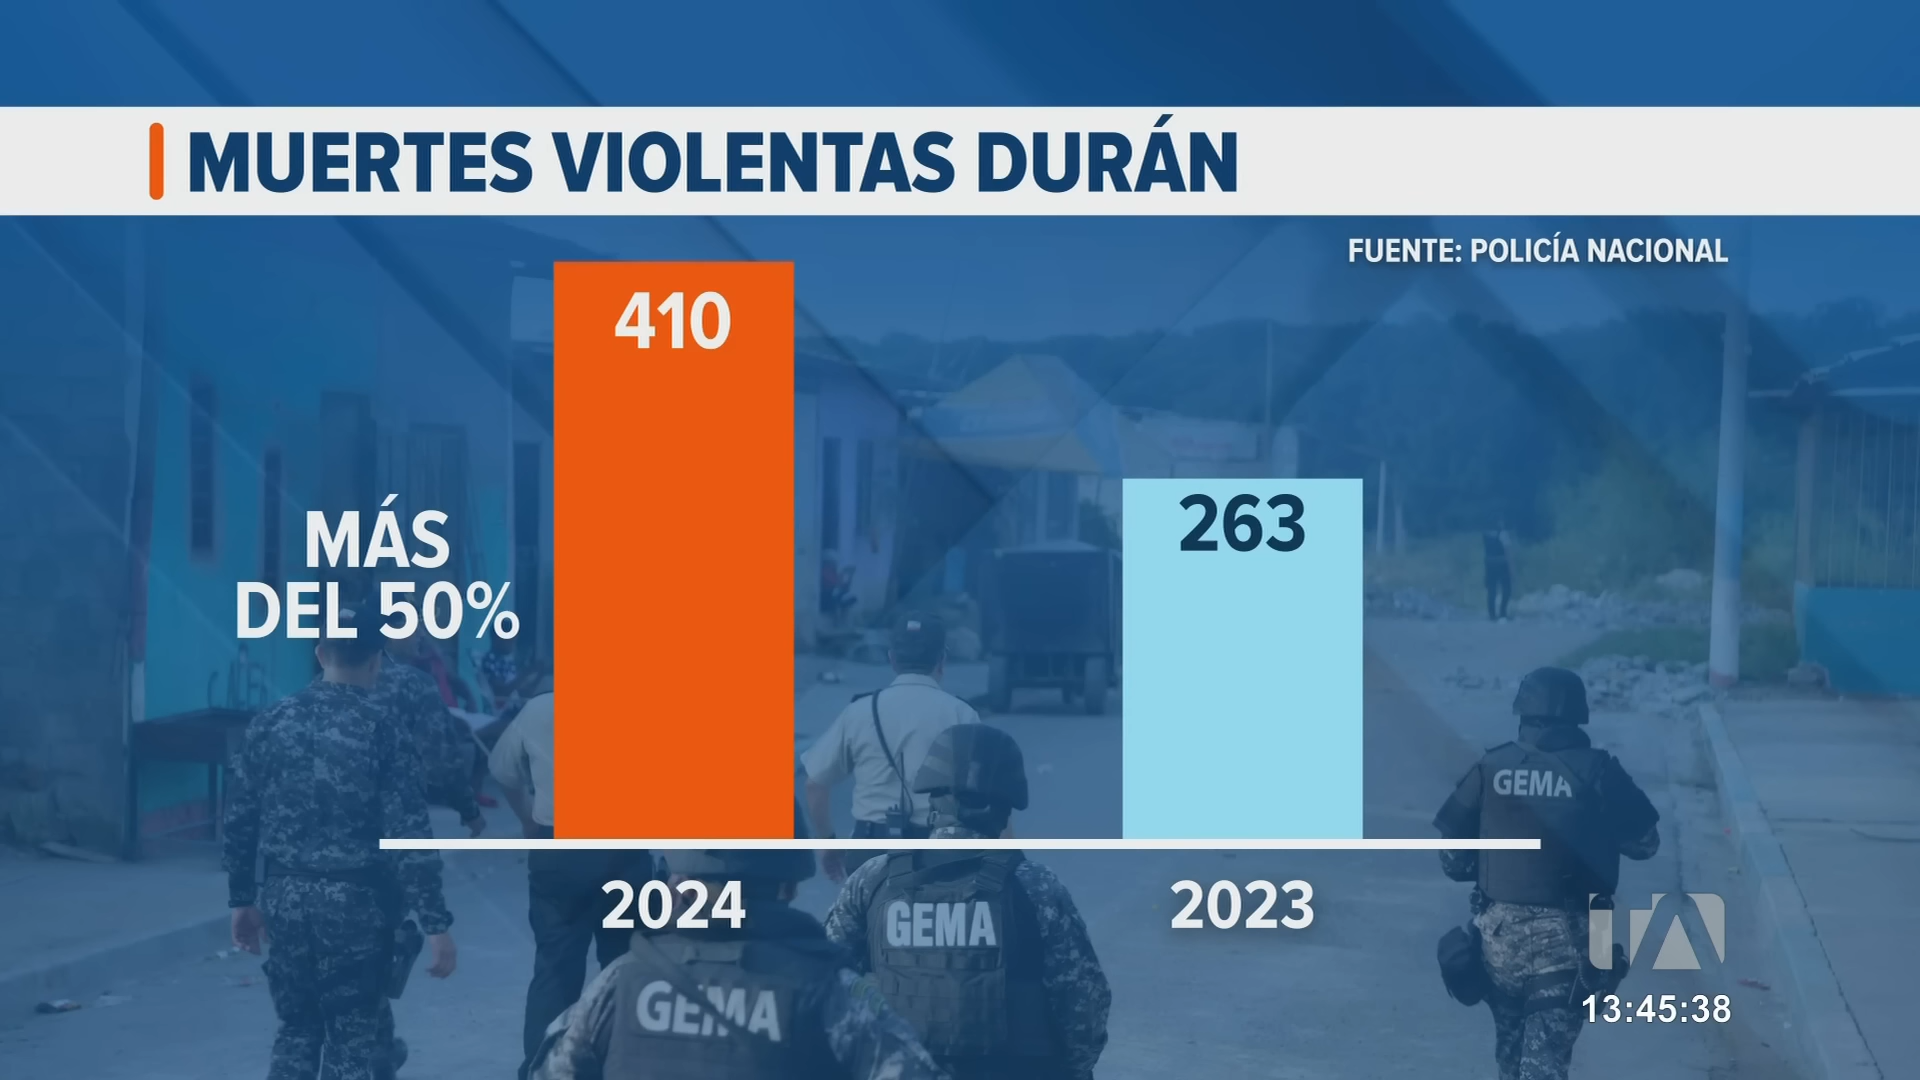 MUERTES VIOLENTAS DURÁN
FUENTE: POLICÍA NACIONAL
410
263
MÁS
DEL 50%
2024
2023
GEMA
GEMA
GEMA
TA
13:45:38